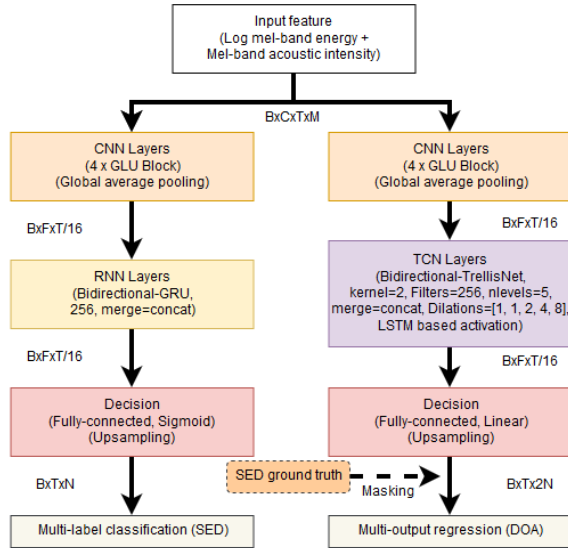 Input feature
(Log mel-band energy +
Mel-band acoustic intensity)
BxCxTxM
CNN Layers
(4 x GLU Block)
(Global average pooling)
CNN Layers
(4 x GLU Block)
(Global average pooling)
BxFxT/16
BxFxT/16
RNN Layers
(Bidirectional-GRU,
256, merge=concat)
TCN Layers
(Bidirectional-TrellisNet,
kernel=2, Filters=256, nlevels=5,
merge=concat, Dilations=[1, 1, 2, 4, 8],
LSTM based activation)
BxFxT/16
BxFxT/16
Decision
(Fully-connected, Sigmoid)
(Upsampling)
Decision
(Fully-connected, Linear)
(Upsampling)
SED ground truth
Masking
BxTxN
BxTx2N
Multi-label classification (SED)
Multi-output regression (DOA)